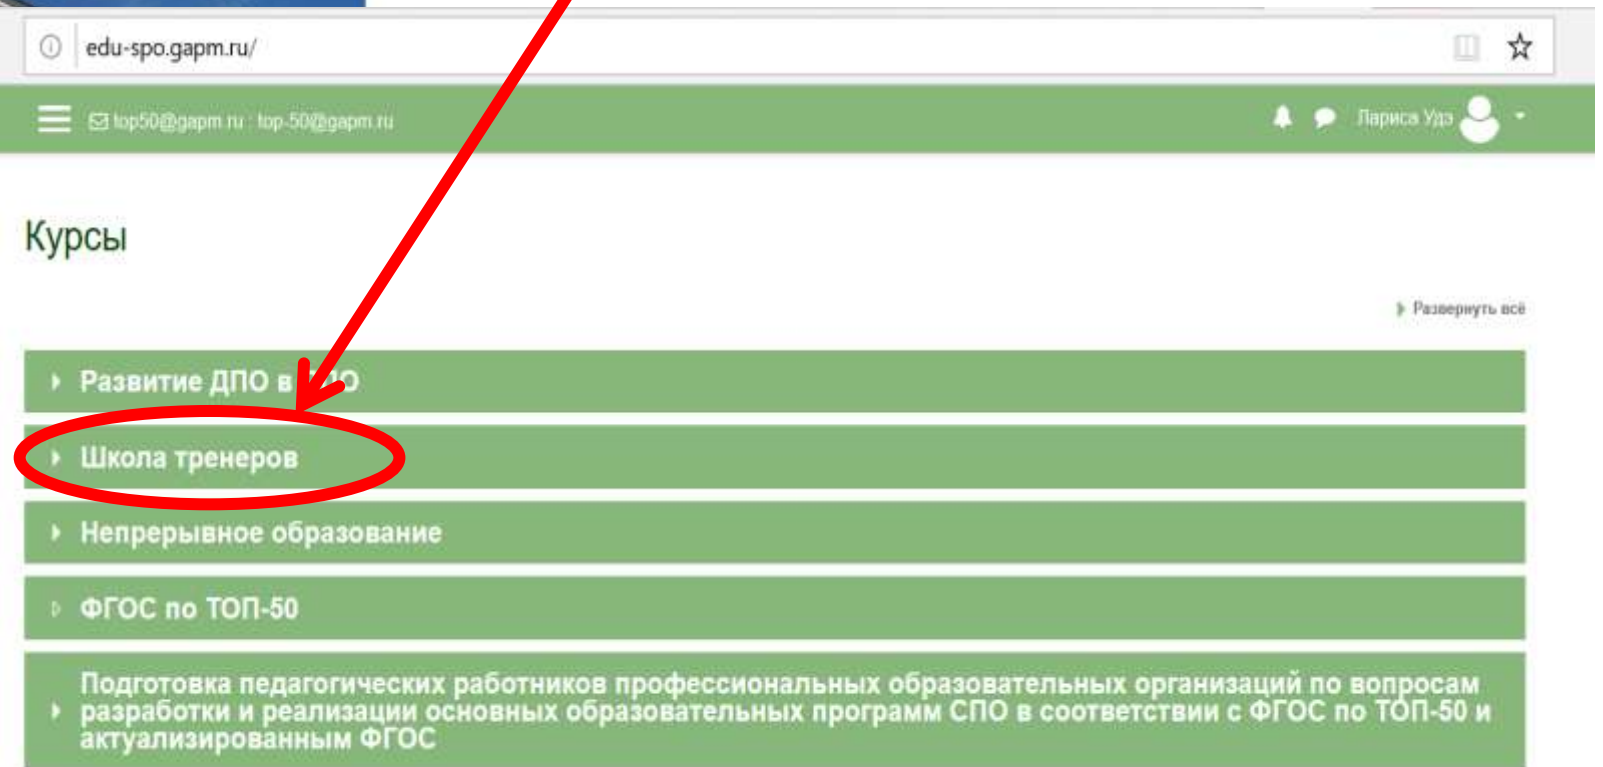 edu-spo.gapm.ru/
top50@gapm.ru : top-50@gapm.ru
Лариса Удэ
Курсы
Развернуть всё
Развитие ДПО в
Школа тренеров
Непрерывное образование
ФГОС по ТОП-50
Подготовка педагогических работников профессиональных образовательных организаций по вопросам
разработки и реализации основных образовательных программ СПО в соответствии с ФГОС по ТОП-50 и
актуализированным ФГОС